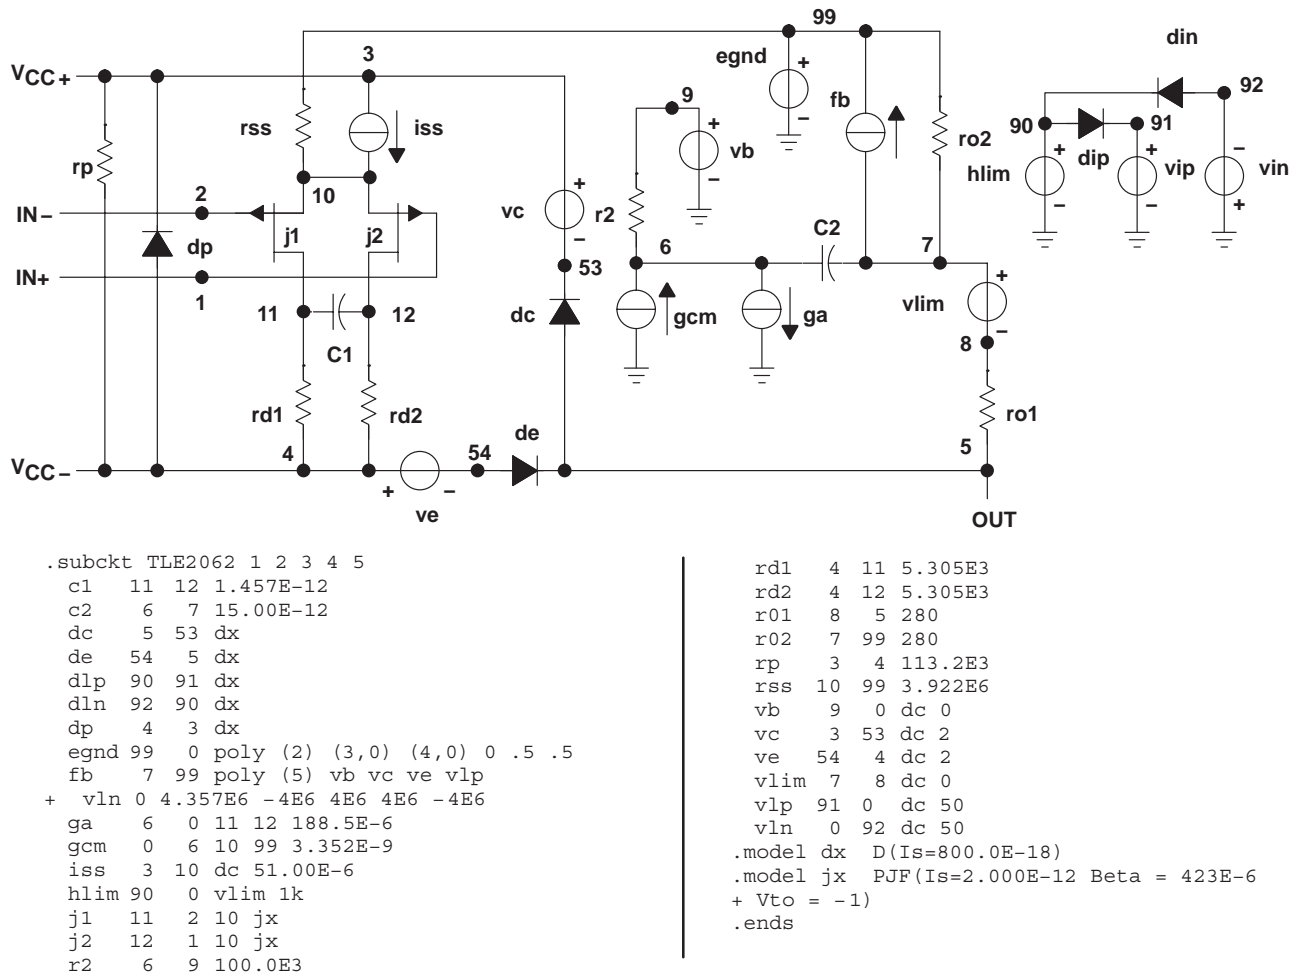 99
din
3
egnd
+
92
VCC+
+
9
fb
+
90
91
rss
iss
vb
ro2
rp
hlim
dip
vip
vin
10
2
IN−
vc
r2
C2
j1
j2
6
7
dp
IN+
53
1
vlim
11
12
dc
gcm
ga
8
C1
rd1
rd2
ro1
de
4
54
5
VCC−
+
−
ve
OUT
.subckt TLE2062 1 2 3 4 5
c1 11 12 1.457E−12
c2 6 7 15.00E−12
dc 5 53 dx
de 54 5 dx
dlp 90 91 dx
dln 92 90 dx
dp 4 3 dx
egnd 99 0 poly (2) (3,0) (4,0) 0 .5 .5
fb 7 99 poly (5) vb vc ve vlp
+ vln 0 4.357E6 −4E6 4E6 4E6 −4E6
ga 6 0 11 12 188.5E−6
gcm 0 6 10 99 3.352E−9
iss 3 10 dc 51.00E−6
hlim 90 0 vlim 1k
j1 11 2 10 jx
j2 12 1 10 jx
r2 6 9 100.0E3
rd1 4 11 5.305E3
rd2 4 12 5.305E3
r01 8 5 280
r02 7 99 280
rp 3 4 113.2E3
rss 10 99 3.922E6
vb 9 0 dc 0
vc 3 53 dc 2
ve 54 4 dc 2
vlim 7 8 dc 0
vlp 91 0 dc 50
vln 0 92 dc 50
.model dx D(Is=800.0E−18)
.model jx PJF(Is=2.000E−12 Beta = 423E−6
+ Vto = −1)
.ends